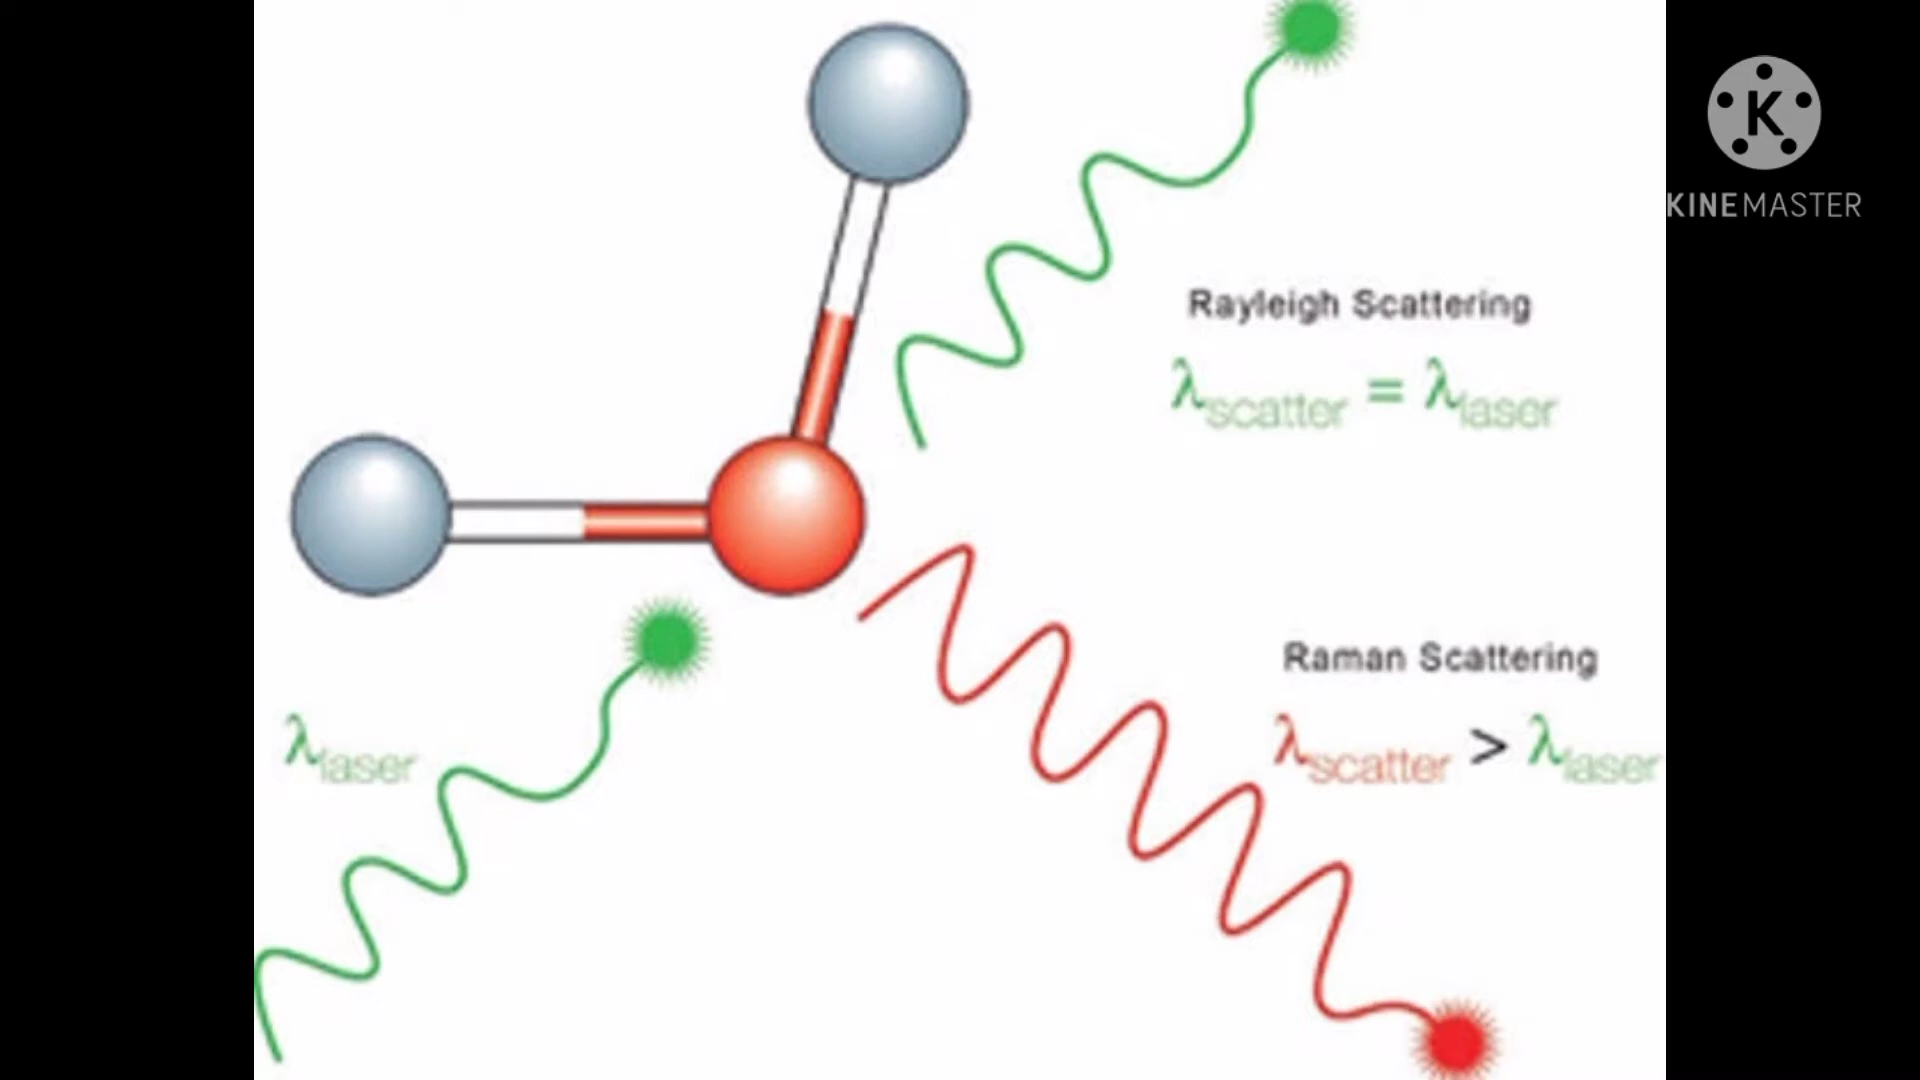 K
KINEMASTER
Rayleigh Scattering
λscatter = λlaser
Raman Scattering
λscatter > λlaser
λlaser